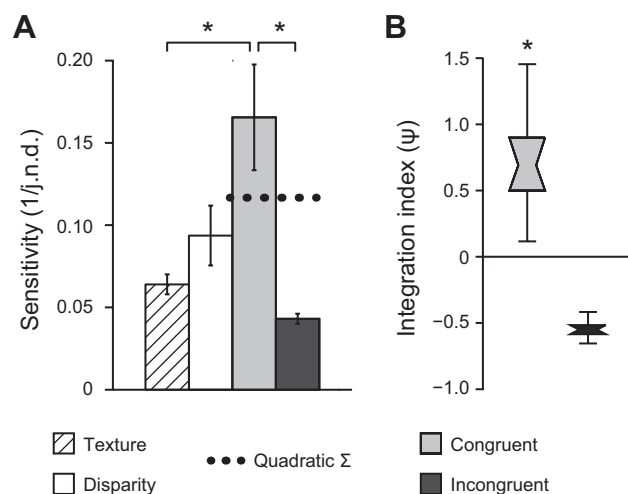 A
B
*
*
*
Sensitivity (1/j.n.d.)
0.20
0.15
0.10
0.05
0
Integration index (Ψ)
1.5
1.0
0.5
0
−0.5
−1.0
Texture
Disparity
Quadratic Σ
Congruent
Incongruent